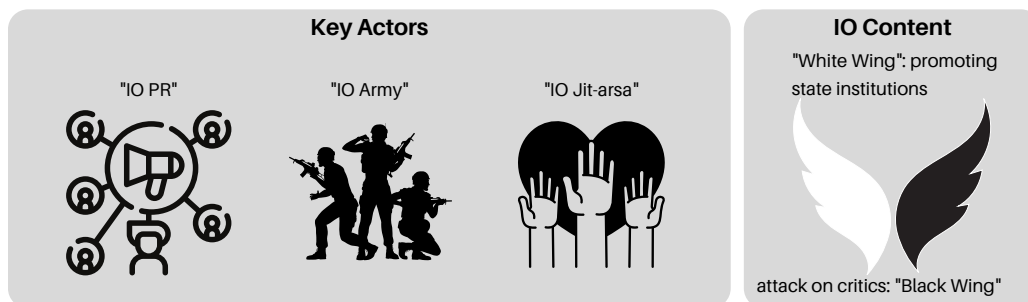 Key Actors
"IO PR"
"IO Army"
"IO Jit-arsa"
IO Content
"White Wing": promoting
state institutions
attack on critics: "Black Wing"